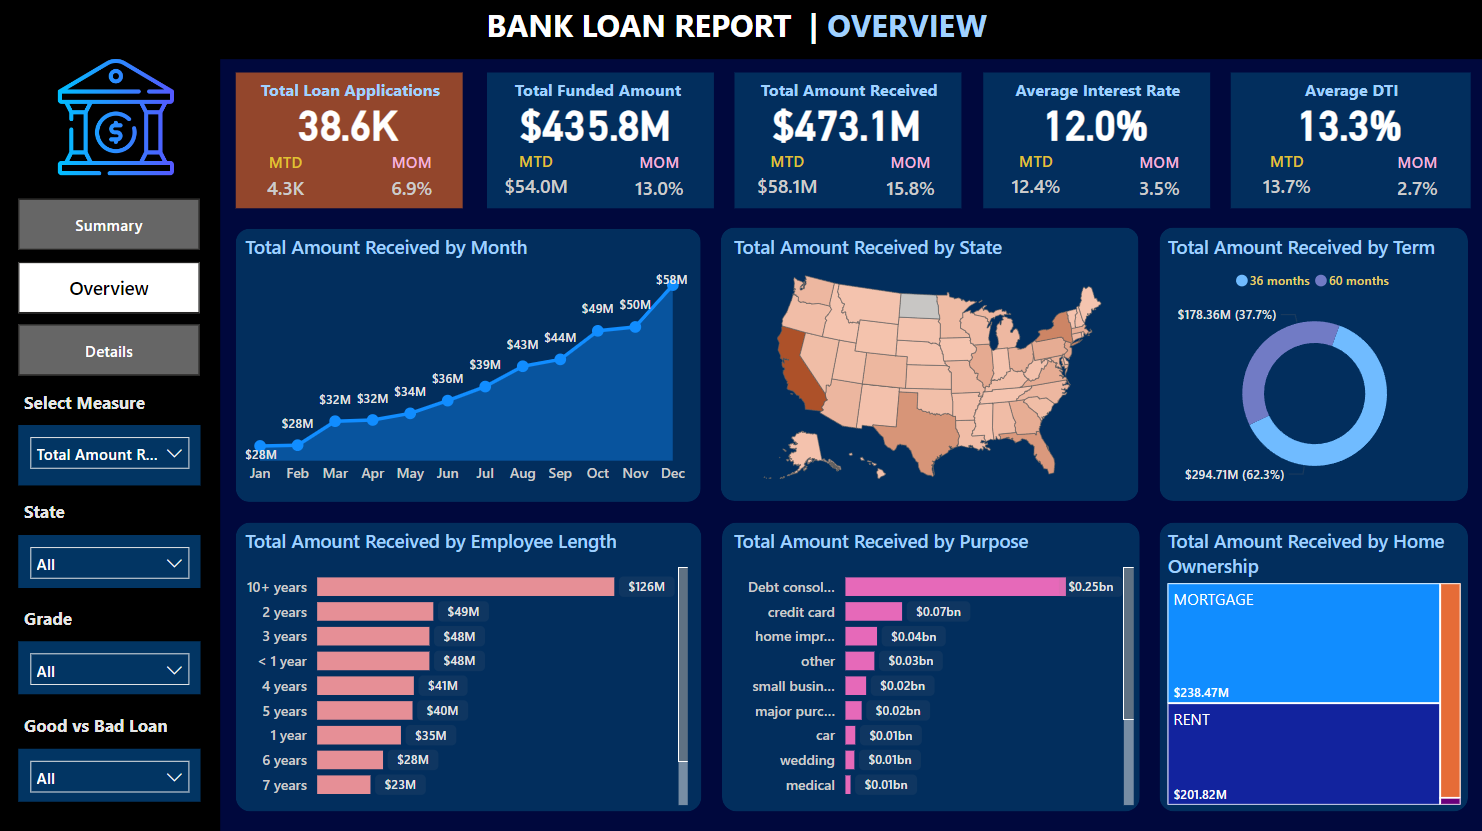 BANK LOAN REPORT | OVERVIEW
Total Loan Applications
38.6K
MTD MOM
4.3K 6.9%
Total Funded Amount
$435.8M
MTD MOM
$54.0M 13.0%
Total Amount Received
$473.1M
MTD MOM
$58.1M 15.8%
Average Interest Rate
12.0%
MTD MOM
12.4% 3.5%
Average DTI
13.3%
MTD MOM
13.7% 2.7%
Summary
Overview
Details
Select Measure
Total Amount R...
State
All
Grade
All
Good vs Bad Loan
All
Total Amount Received by Month
$28M
$28M
$32M
$32M
$34M
$36M
$39M
$43M
$44M
$49M
$50M
$58M
Jan Feb Mar Apr May Jun Jul Aug Sep Oct Nov Dec
Total Amount Received by State
Total Amount Received by Term
36 months 60 months
$178.36M (37.7%)
$294.71M (62.3%)
Total Amount Received by Employee Length
10+ years $126M
2 years $49M
3 years $48M
< 1 year $48M
4 years $41M
5 years $40M
1 year $35M
6 years $28M
7 years $23M
Total Amount Received by Purpose
Debt consol... $0.25bn
credit card $0.07bn
home impr... $0.04bn
other $0.03bn
small busin... $0.02bn
major purc... $0.02bn
car $0.01bn
wedding $0.01bn
medical $0.01bn
Total Amount Received by Home
Ownership
MORTGAGE
$238.47M
RENT
$201.82M